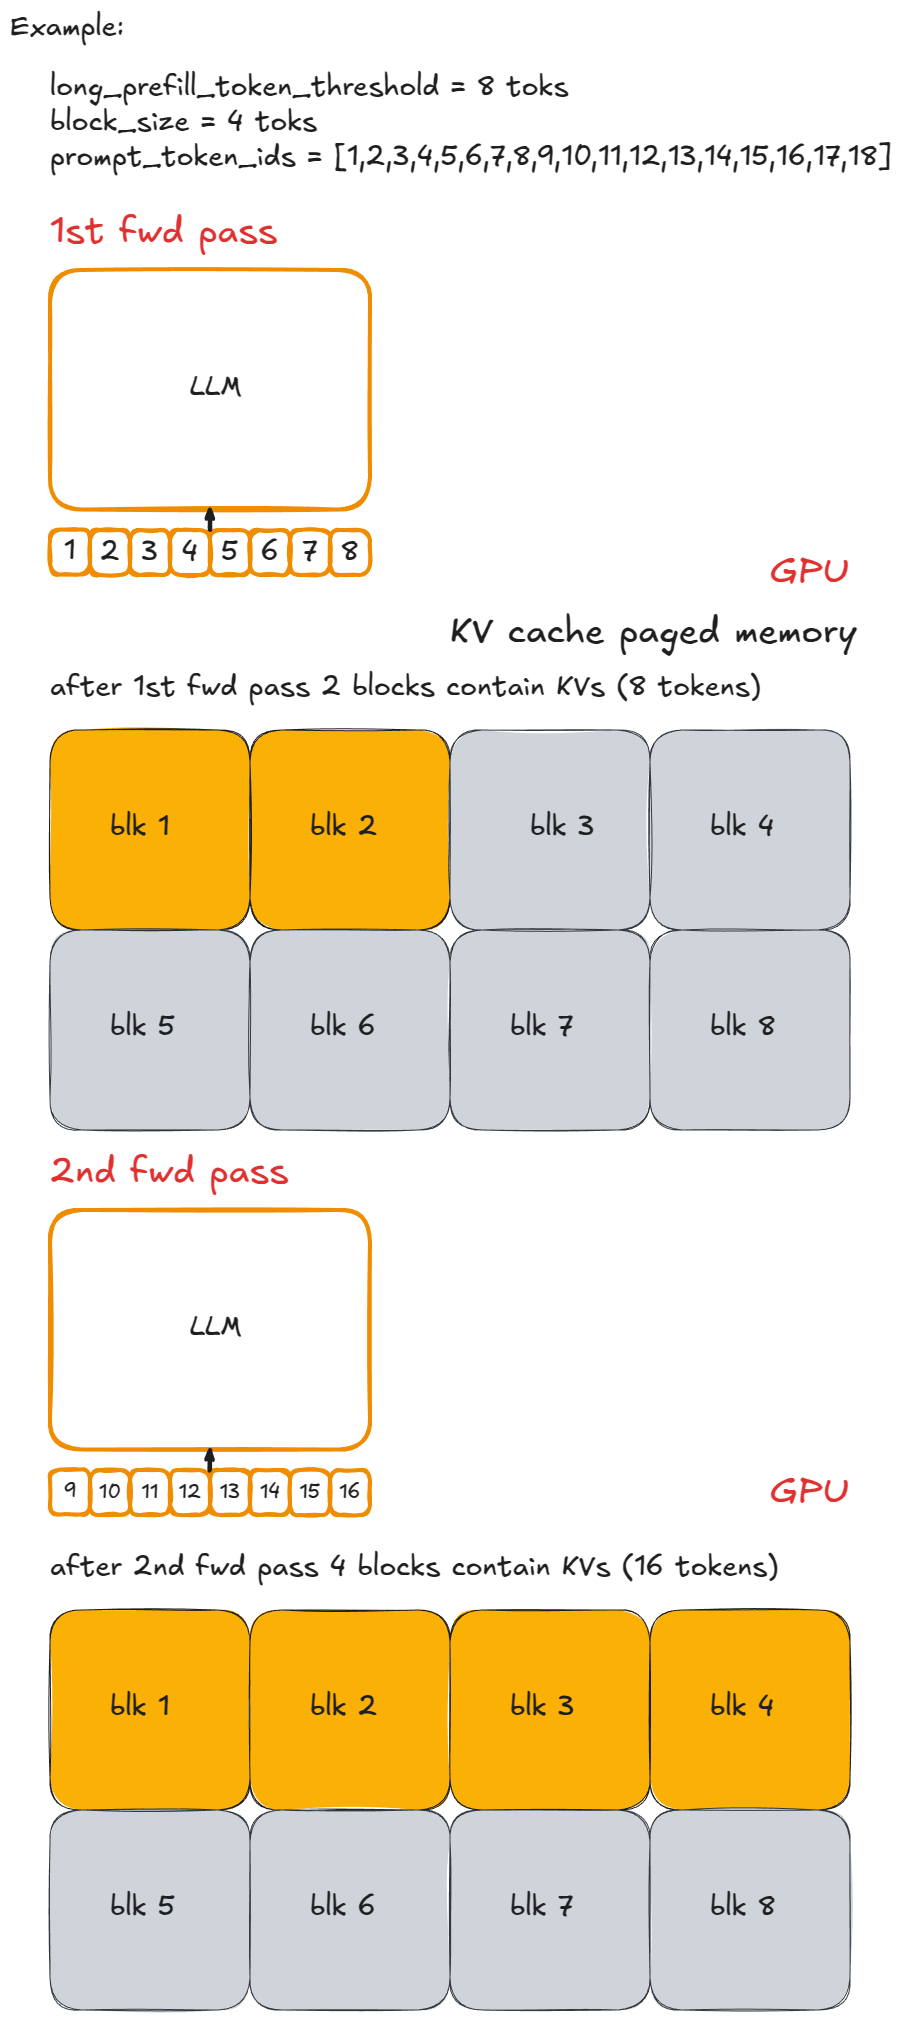 Example:
long_prefill_token_threshold = 8 toks
block_size = 4 toks
prompt_token_ids = [1,2,3,4,5,6,7,8,9,10,11,12,13,14,15,16,17,18]
1st fwd pass
LLM
1 2 3 4 5 6 7 8
GPU
KV cache paged memory
after 1st fwd pass 2 blocks contain KVs (8 tokens)
blk 1 blk 2 blk 3 blk 4
blk 5 blk 6 blk 7 blk 8
2nd fwd pass
LLM
9 10 11 12 13 14 15 16
GPU
after 2nd fwd pass 4 blocks contain KVs (16 tokens)
blk 1 blk 2 blk 3 blk 4
blk 5 blk 6 blk 7 blk 8